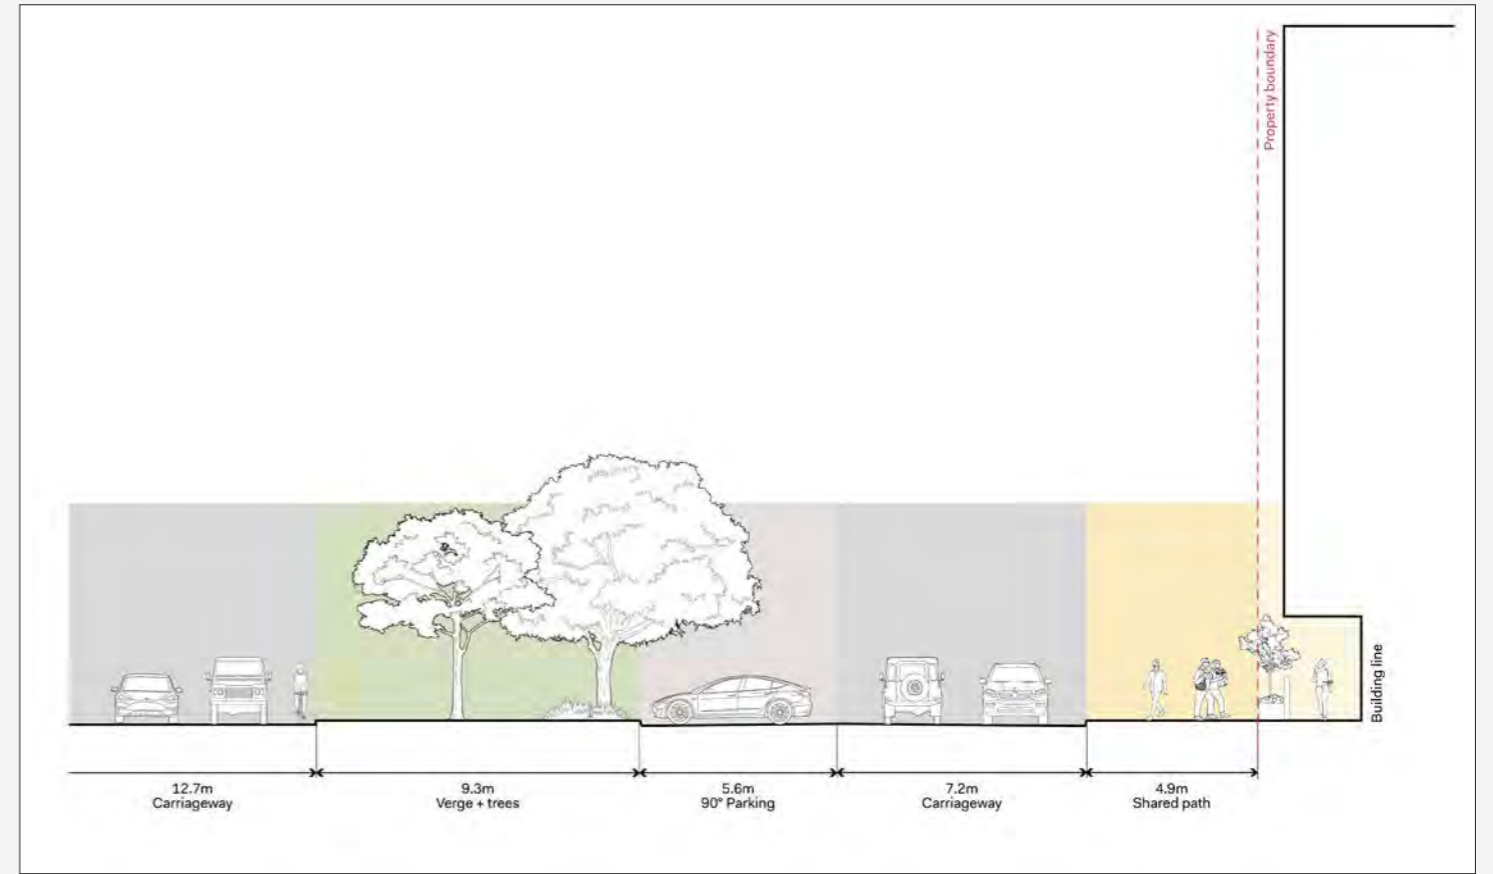 Property boundary
Building line
12.7m
Carriageway
9.3m
Verge + trees
5.6m
90° Parking
7.2m
Carriageway
4.9m
Shared path